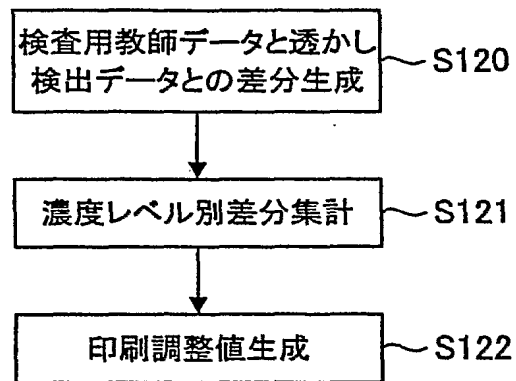 検査用教師データと透かし
検出データとの差分生成
S120
濃度レベル別差分集計
S121
印刷調整値生成
S122